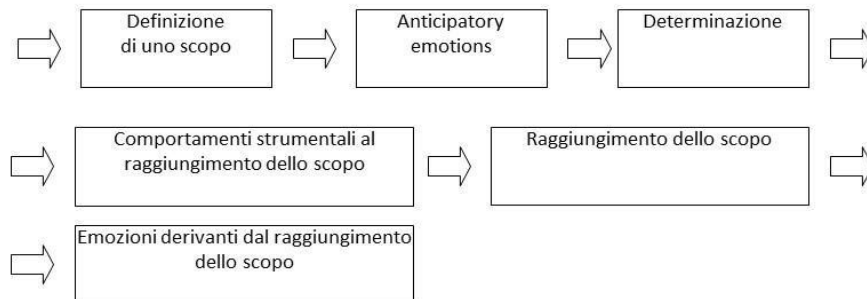 Definizione
di uno scopo
Anticipatory
emotions
Determinazione
Comportamenti strumentali al
raggiungimento dello scopo
Raggiungimento dello scopo
Emozioni derivanti dal raggiungimento
dello scopo